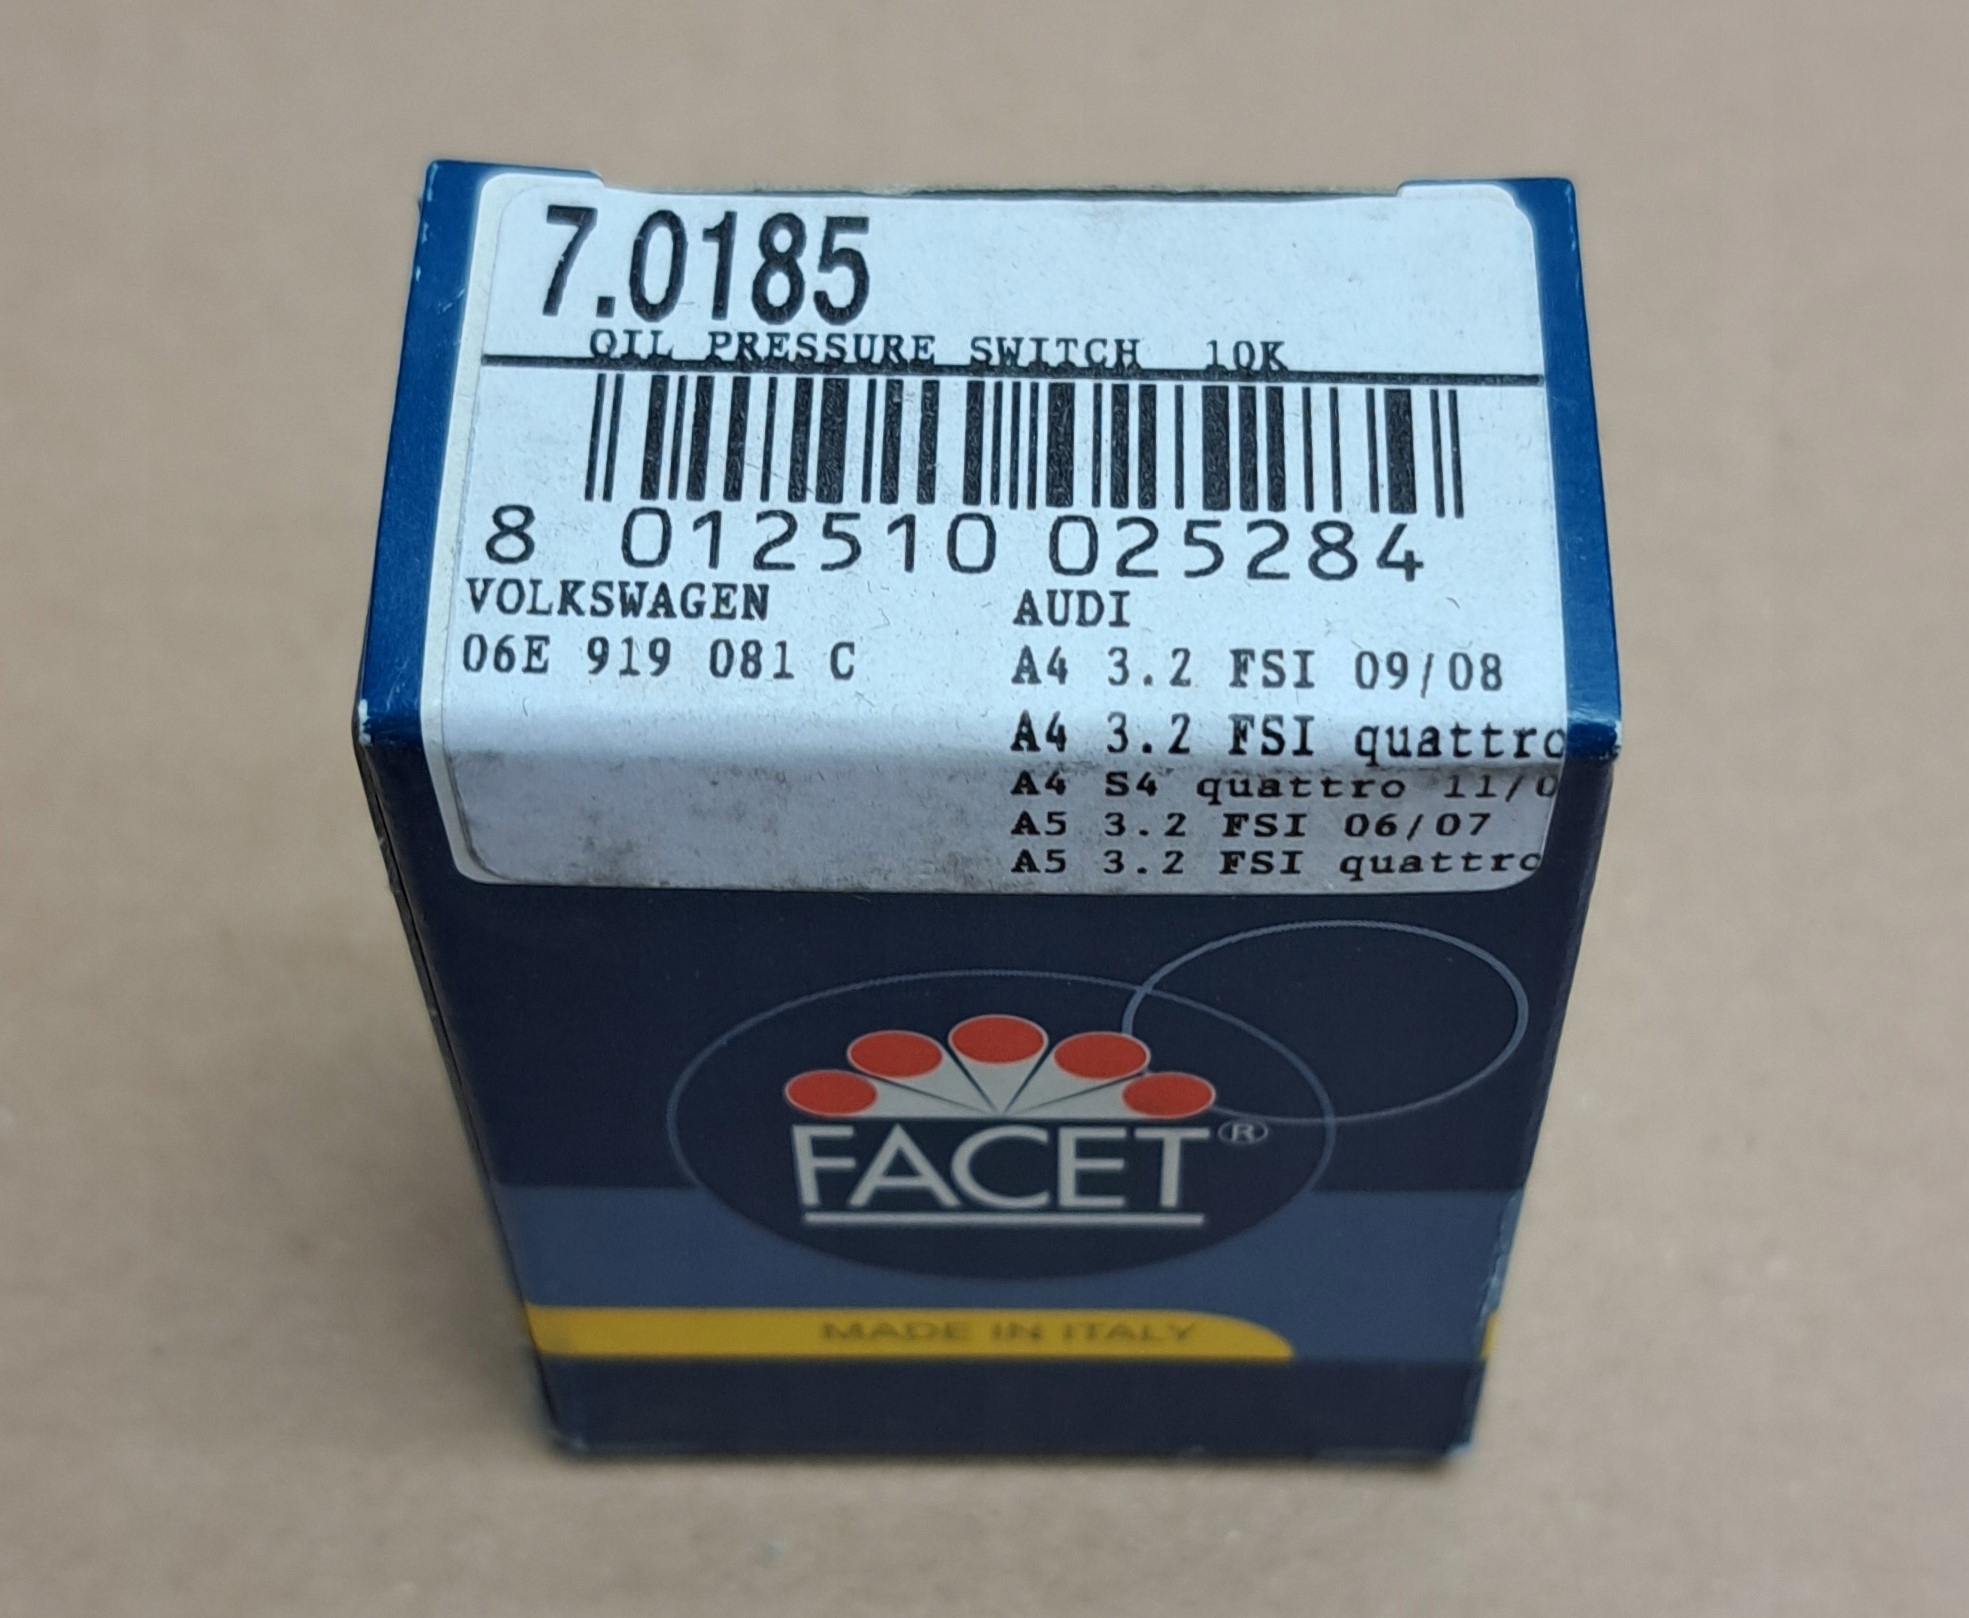 7.0185
OIL PRESSURE SWITCH 10K
8 012510 025284
VOLKSWAGEN
06E 919 081 C
AUDI
A4 3.2 FSI 09/08
A4 3.2 FSI quattro
A4 S4 quattro 11/0
A5 3.2 FSI 06/07
A5 3.2 FSI quattro
FACET®
MADE IN ITALY